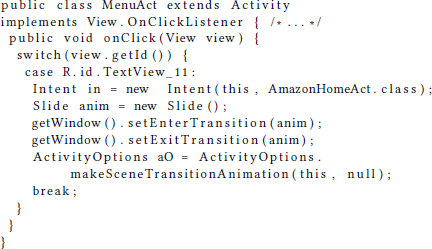 public class MenuAct extends Activity
implements View.OnClickListener { /*...*/
public void onClick(View view) {
switch(view.getId()) {
case R.id.TextView_11:
Intent in = new Intent(this, AmazonHomeAct.class);
Slide anim = new Slide();
getWindow().setEnterTransition(anim);
getWindow().setExitTransition(anim);
ActivityOptions aO = ActivityOptions.
makeSceneTransitionAnimation(this, null);
break;
}
}
}